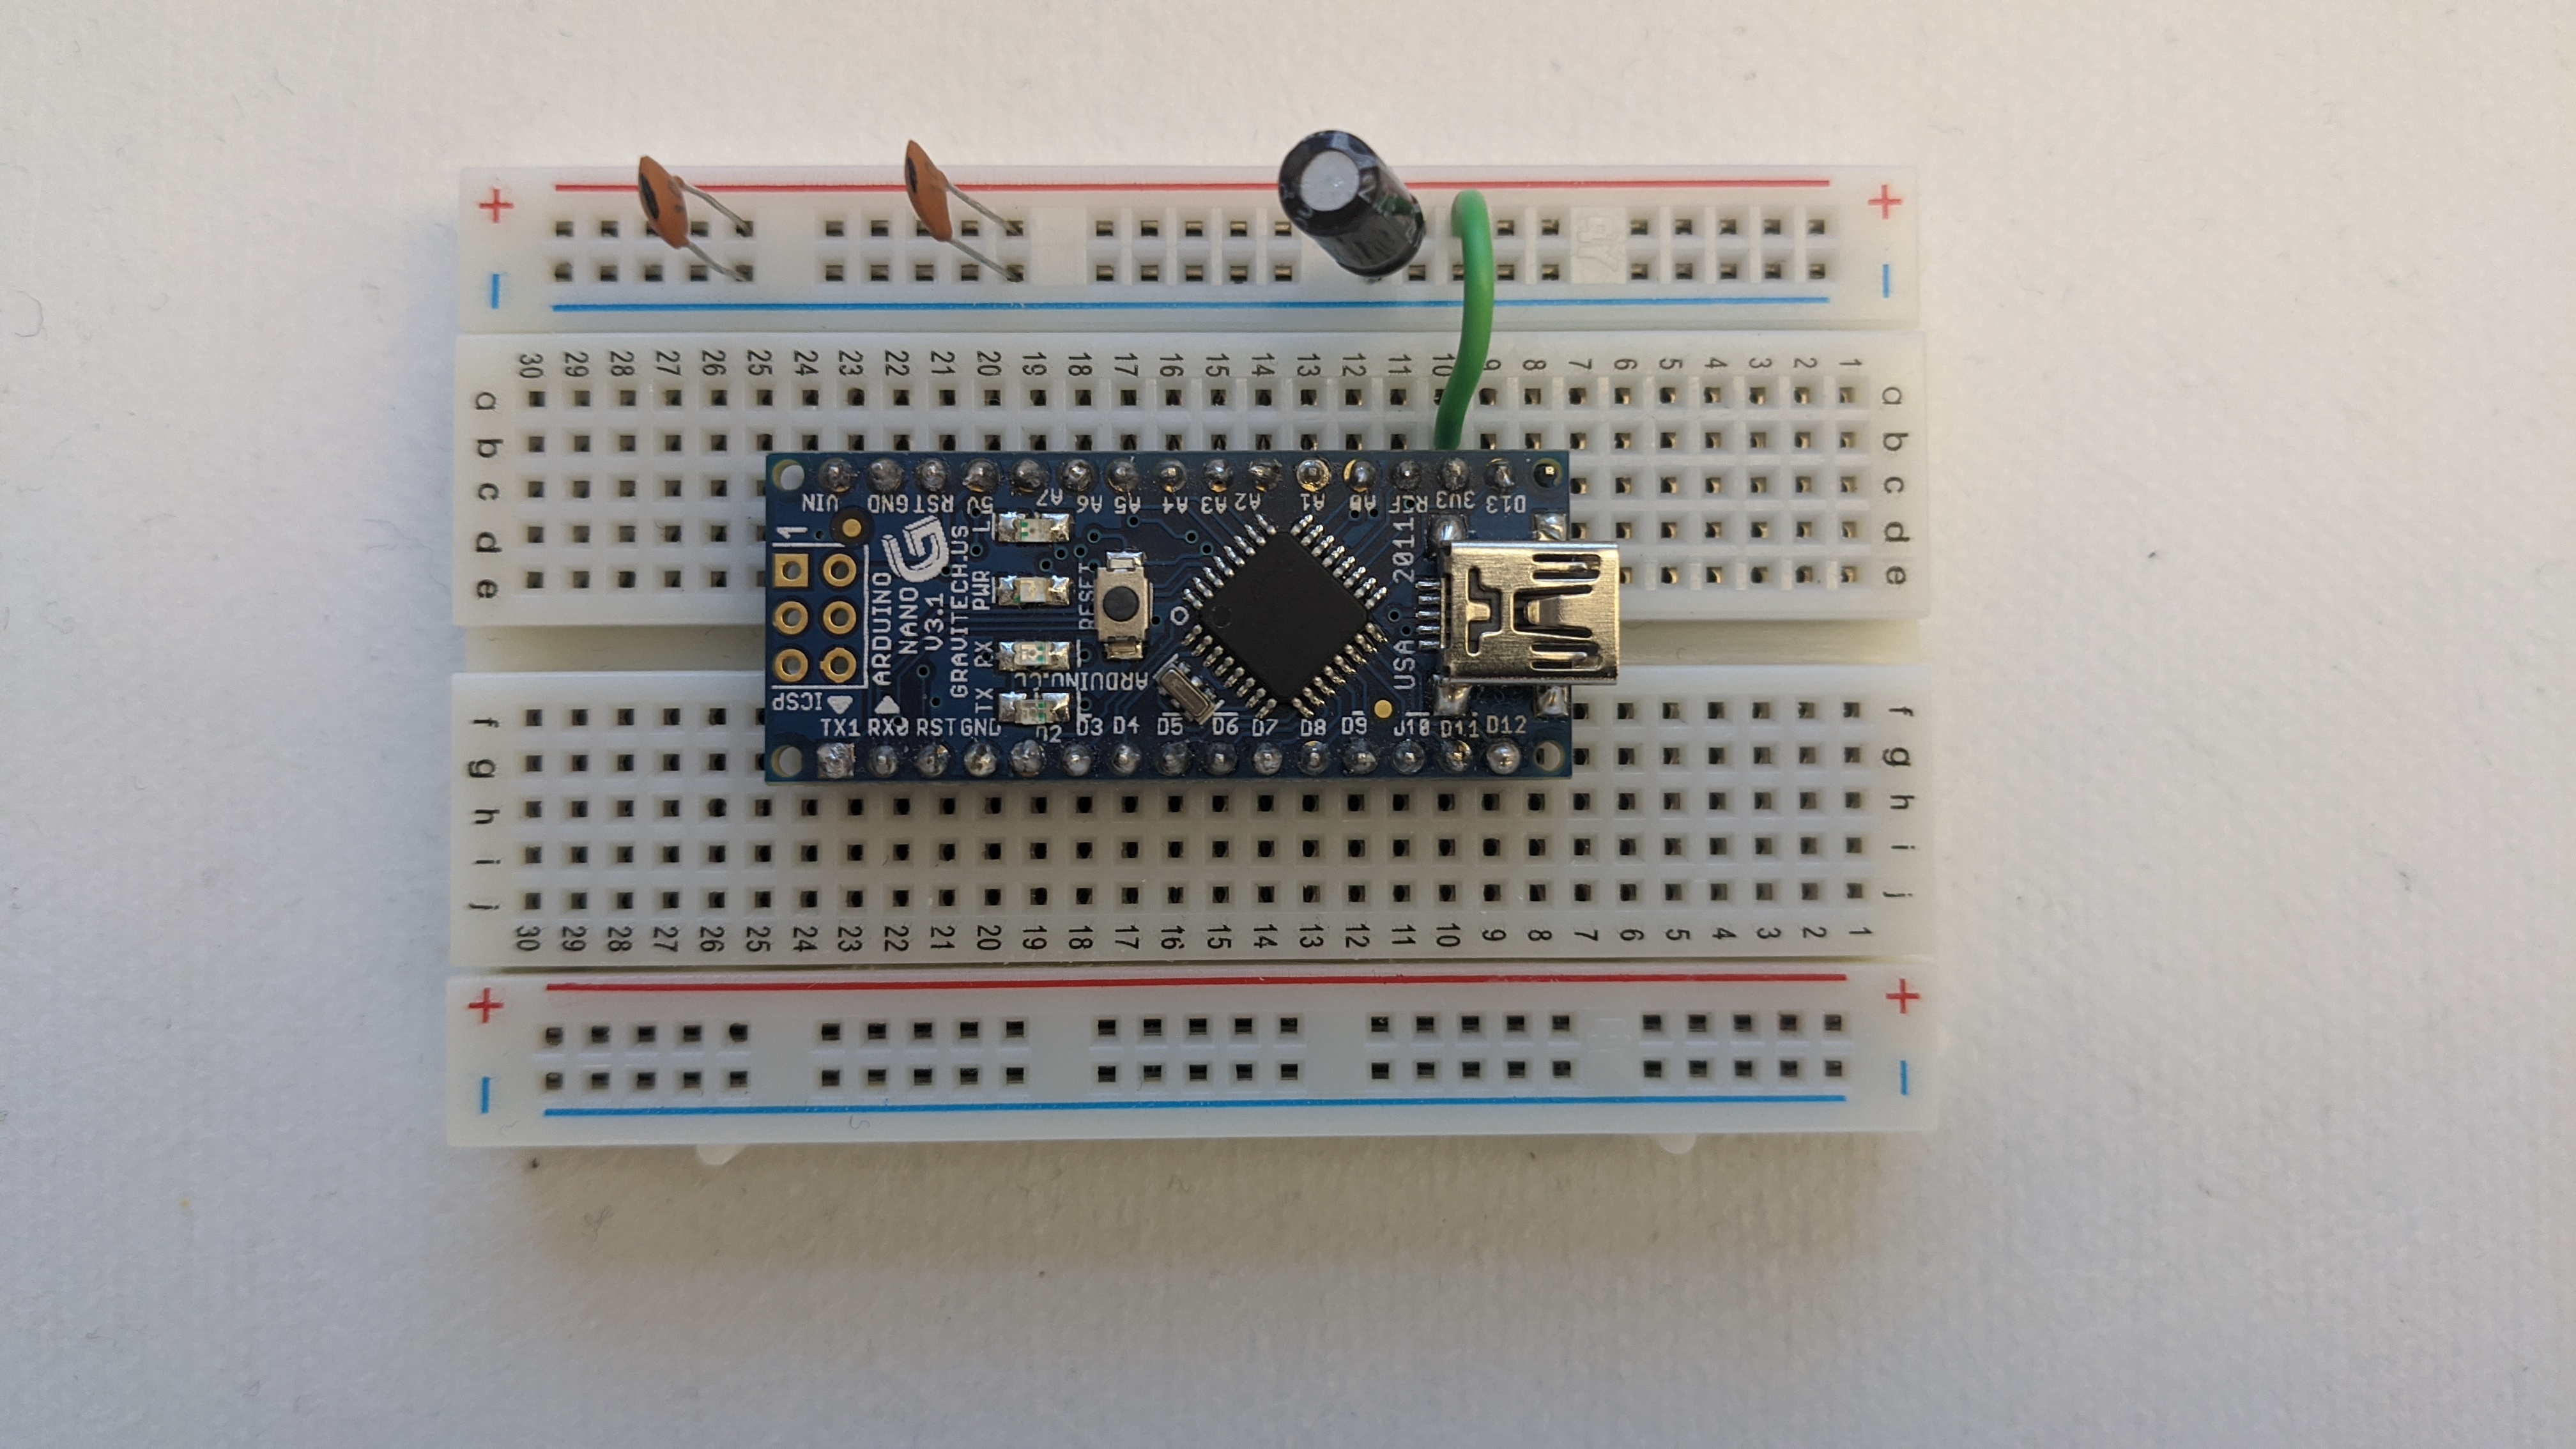 − −
+ +
1 2 3 4 5 6 7 8 9 10 11 12 13 14 15 16 17 18 19 20 21 22 23 24 25 26 27 28 29 30
j j
i i
h h
g g
f f
D12 D11 D9 D8 D7 D6 D5 D4 D3 D2 GND RST RX0 TX1
ICSP
TX
RX
PWR
L
RESET
USA 2011
GRAVITECH.US
ARDUINO
NANO
V3.1
G
1
D13 3V3 REF A0 A1 A2 A3 A4 A5 A6 A7 5V RST GND VIN
e e
d d
c c
b b
a a
1 2 3 4 5 6 7 8 9 10 11 12 13 14 15 16 17 18 19 20 21 22 23 24 25 26 27 28 29 30
− −
+ +